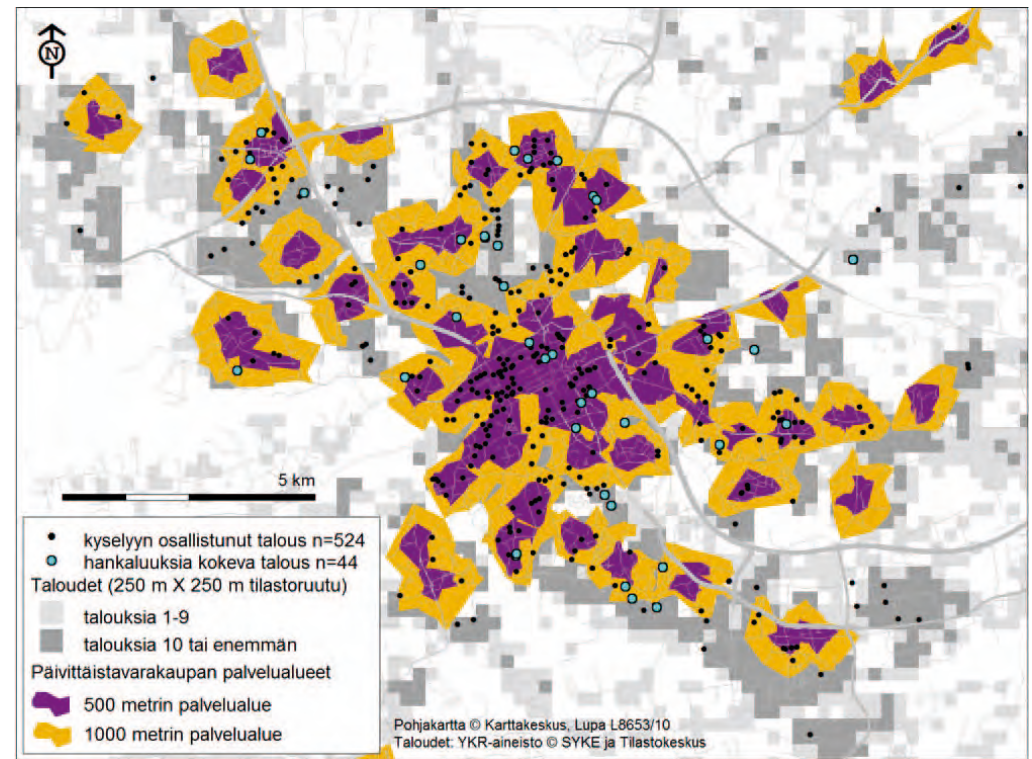 N
5 km
kyselyyn osallistunut talous n=524
hankaluuksia kokeva talous n=44
Taloudet (250 m X 250 m tilastoruutu)
talouksia 1-9
talouksia 10 tai enemmän
Päivittäistavarakaupan palvelualueet
500 metrin palvelualue
1000 metrin palvelualue
Pohjakartta © Karttakeskus, Lupa L8653/10
Taloudet: YKR-aineisto © SYKE ja Tilastokeskus